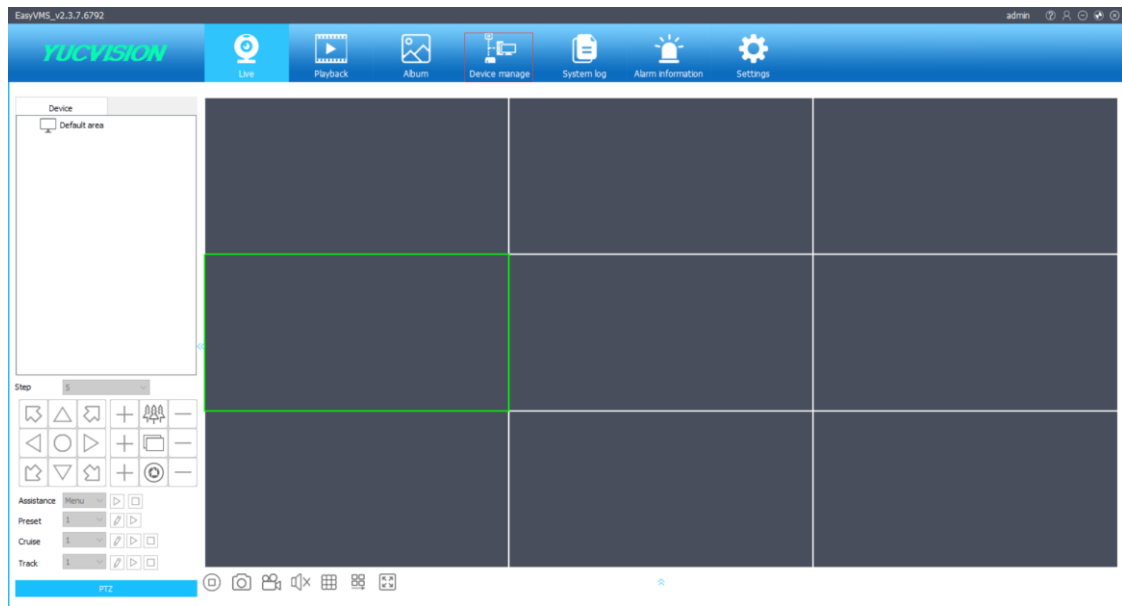 EasyVMS_v2.3.7.6792 admin
YUCVISION
Live Playback Album Device manage System log Alarm information Settings
Device
Default area
Step 5
Assistance Menu
Preset 1
Cruise 1
Track 1
PTZ